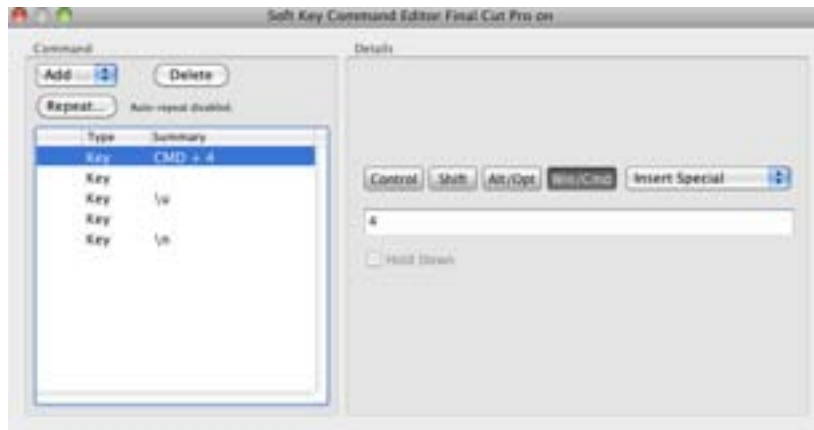 Soft Key Command Editor Final Cut Pro on
Command
Details
Add
Delete
Repeat...
Auto-repeat disabled.
Type Summary
Key CMD + 4
Key
Key \u
Key
Key \n
Control Shift Alt/Opt Win/Cmd Insert Special
4
Hold Down